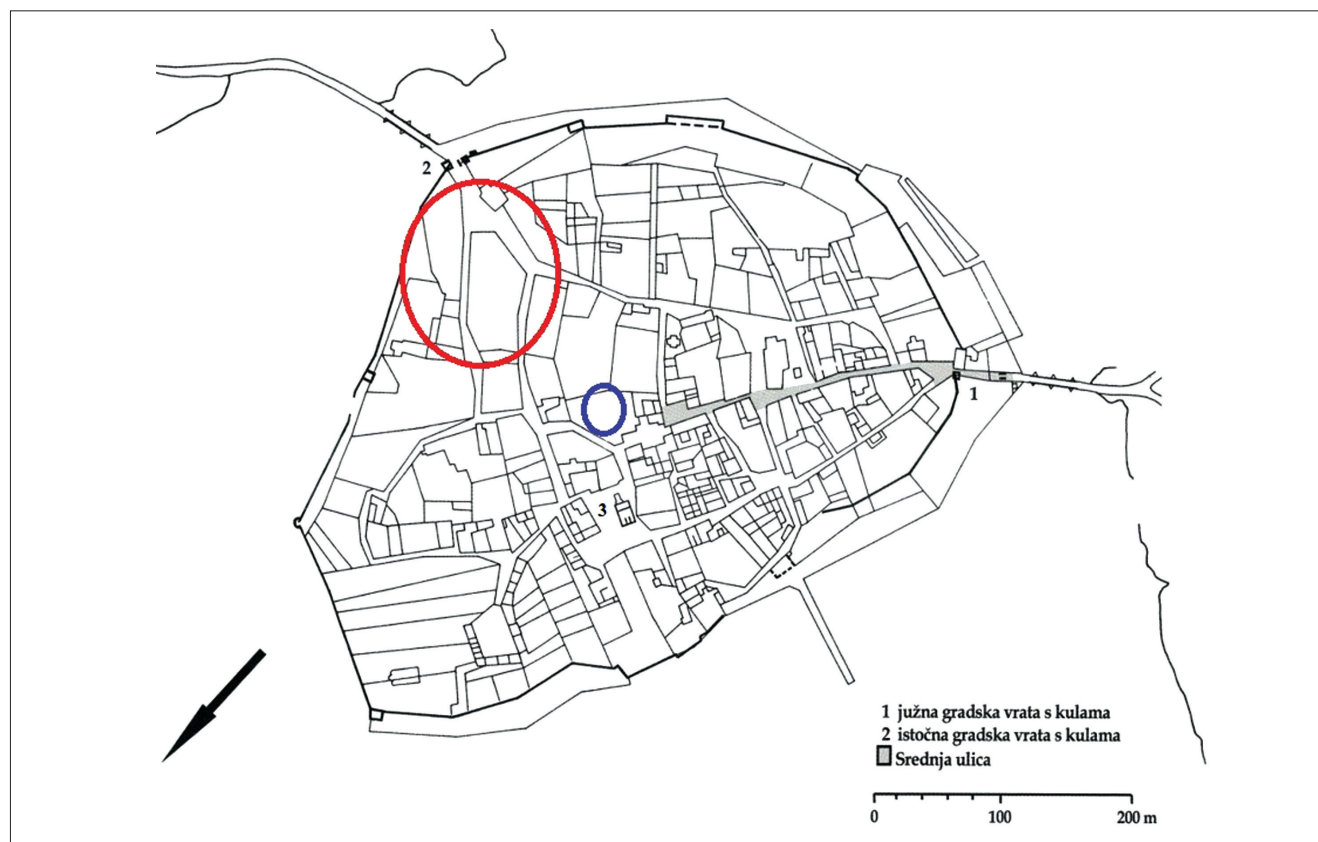 2
1
3
1 južna gradska vrata s kulama
2 istočna gradska vrata s kulama
Srednja ulica
0 100 200 m